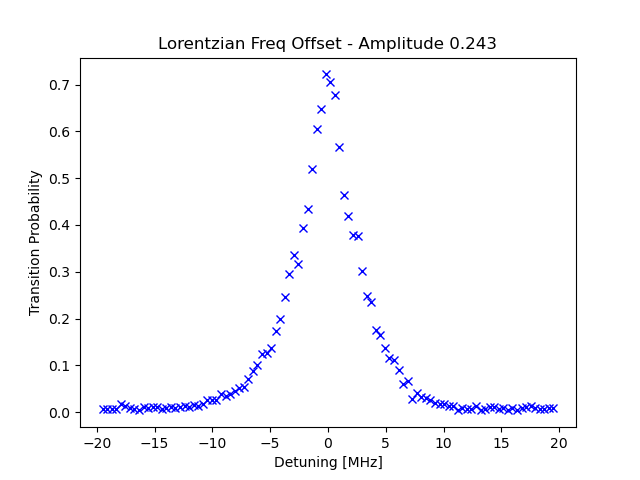 Lorentzian Freq Offset - Amplitude 0.243
Transition Probability
0.7
0.6
0.5
0.4
0.3
0.2
0.1
0.0
−20 −15 −10 −5 0 5 10 15 20
Detuning [MHz]